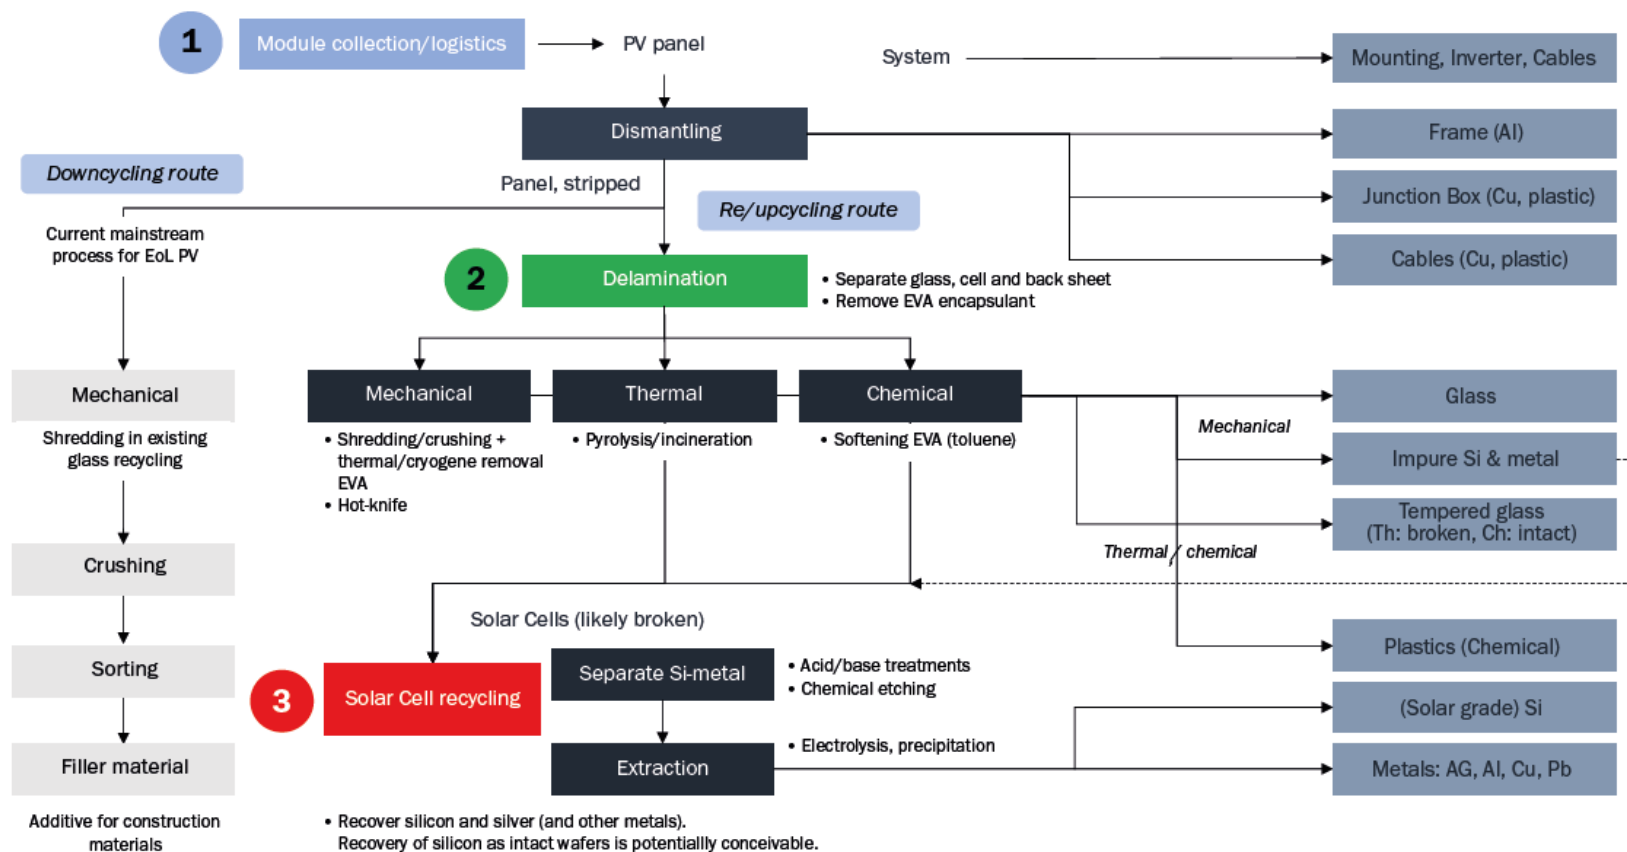 1
Module collection/logistics
PV panel
System
Mounting, Inverter, Cables
Dismantling
Frame (Al)
Downcycling route
Panel, stripped
Re/upcycling route
Junction Box (Cu, plastic)
Current mainstream
process for EoL PV
Cables (Cu, plastic)
2
Delamination
• Separate glass, cell and back sheet
• Remove EVA encapsulant
Mechanical
Shredding in existing
glass recycling
Mechanical
• Shredding/crushing +
thermal/cryogene removal
EVA
• Hot-knife
Thermal
• Pyrolysis/incineration
Chemical
• Softening EVA (toluene)
Glass
Mechanical
Impure Si & metal
Tempered glass
(Th: broken, Ch: intact)
Thermal / chemical
Crushing
Solar Cells (likely broken)
Plastics (Chemical)
Sorting
3
Solar Cell recycling
Separate Si-metal
• Acid/base treatments
• Chemical etching
(Solar grade) Si
Filler material
Extraction
• Electrolysis, precipitation
Metals: AG, Al, Cu, Pb
Additive for construction
materials
• Recover silicon and silver (and other metals).
Recovery of silicon as intact wafers is potentiallly conceivable.